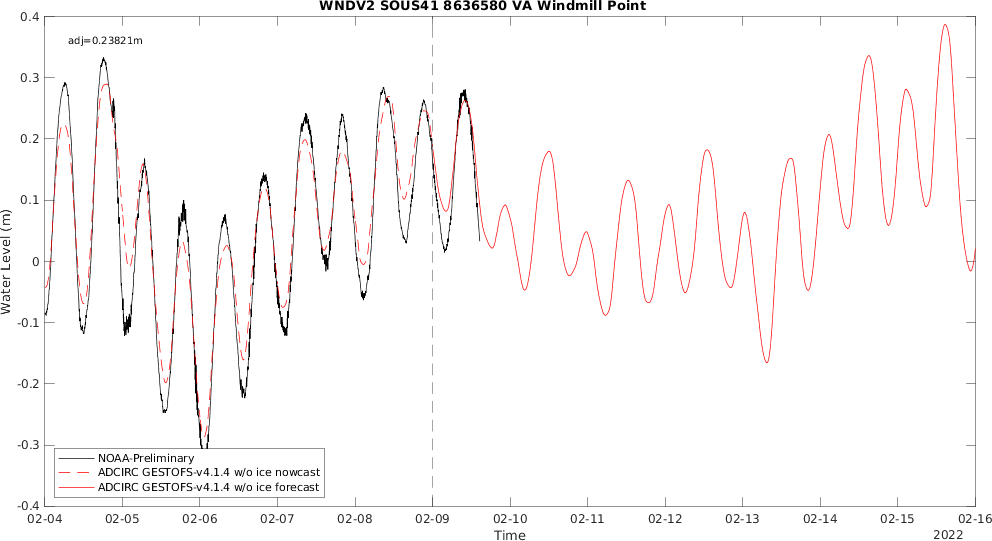 WNDV2 SOUS41 8636580 VA Windmill Point
adj=0.23821m
0.4
0.3
0.2
0.1
0
-0.1
-0.2
-0.3
-0.4
Water Level (m)
NOAA-Preliminary
ADCIRC GESTOFS-v4.1.4 w/o ice nowcast
ADCIRC GESTOFS-v4.1.4 w/o ice forecast
02-04 02-05 02-06 02-07 02-08 02-09 02-10 02-11 02-12 02-13 02-14 02-15 02-16
Time
2022